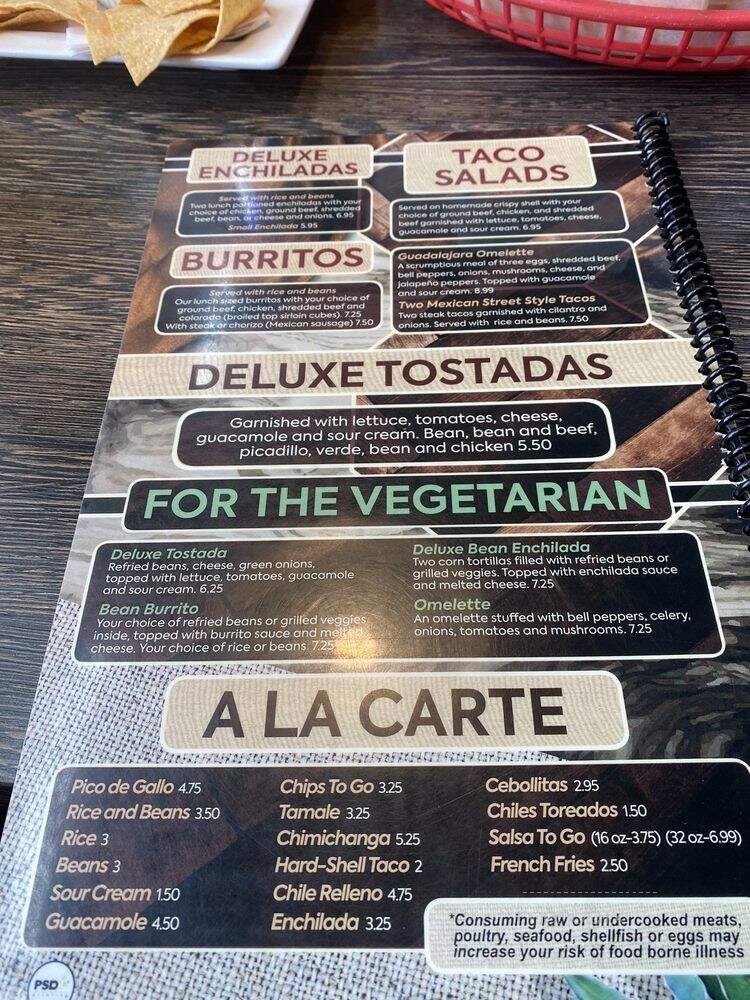 DELUXE
ENCHILADAS
Served with rice and beans
Two lunch portioned enchiladas with your
choice of chicken, ground beef, shredded
beef, bean, or cheese and onions. 6.95
Small Enchilada 5.95
TACO
SALADS
Served on homemade crispy shell with your
choice of ground beef, chicken, and shredded
beef garnished with lettuce, tomatoes, cheese,
guacamole and sour cream. 6.95
BURRITOS
Served with rice and beans
Our lunch sized burritos with your choice of
ground beef, chicken, shredded beef and
colorado (broiled top sirloin cubes). 7.25
With steak or chorizo (Mexican sausage) 7.50
Guadalajara Omelette
A scrumptious meal of three eggs, shredded beef,
bell peppers, onions, mushrooms, cheese, and
jalapeño peppers. Topped with guacamole
and sour cream. 8.99
Two Mexican Street Style Tacos
Two steak tacos garnished with cilantro and
onions. Served with rice and beans. 7.50
DELUXE TOSTADAS
Garnished with lettuce, tomatoes, cheese,
guacamole and sour cream. Bean, bean and beef,
picadillo, verde, bean and chicken 5.50
FOR THE VEGETARIAN
Deluxe Tostada
Refried beans, cheese, green onions,
topped with lettuce, tomatoes, guacamole
and sour cream. 6.25
Bean Burrito
Your choice of refried beans or grilled veggies
inside, topped with burrito sauce and melted
cheese. Your choice of rice or beans. 7.25
Deluxe Bean Enchilada
Two corn tortillas filled with refried beans or
grilled veggies. Topped with enchilada sauce
and melted cheese. 7.25
Omelette
An omelette stuffed with bell peppers, celery,
onions, tomatoes and mushrooms. 7.25
A LA CARTE
Pico de Gallo 4.75
Rice and Beans 3.50
Rice 3
Beans 3
Sour Cream 1.50
Guacamole 4.50
Chips To Go 3.25
Tamale 3.25
Chimichanga 5.25
Hard-Shell Taco 2
Chile Relleno 4.75
Enchilada 3.25
Cebollitas 2.95
Chiles Toreados 1.50
Salsa To Go (16 oz-3.75) (32 oz-6.99)
French Fries 2.50
*Consuming raw or undercooked meats,
poultry, seafood, shellfish or eggs may
increase your risk of food borne illness
PSD